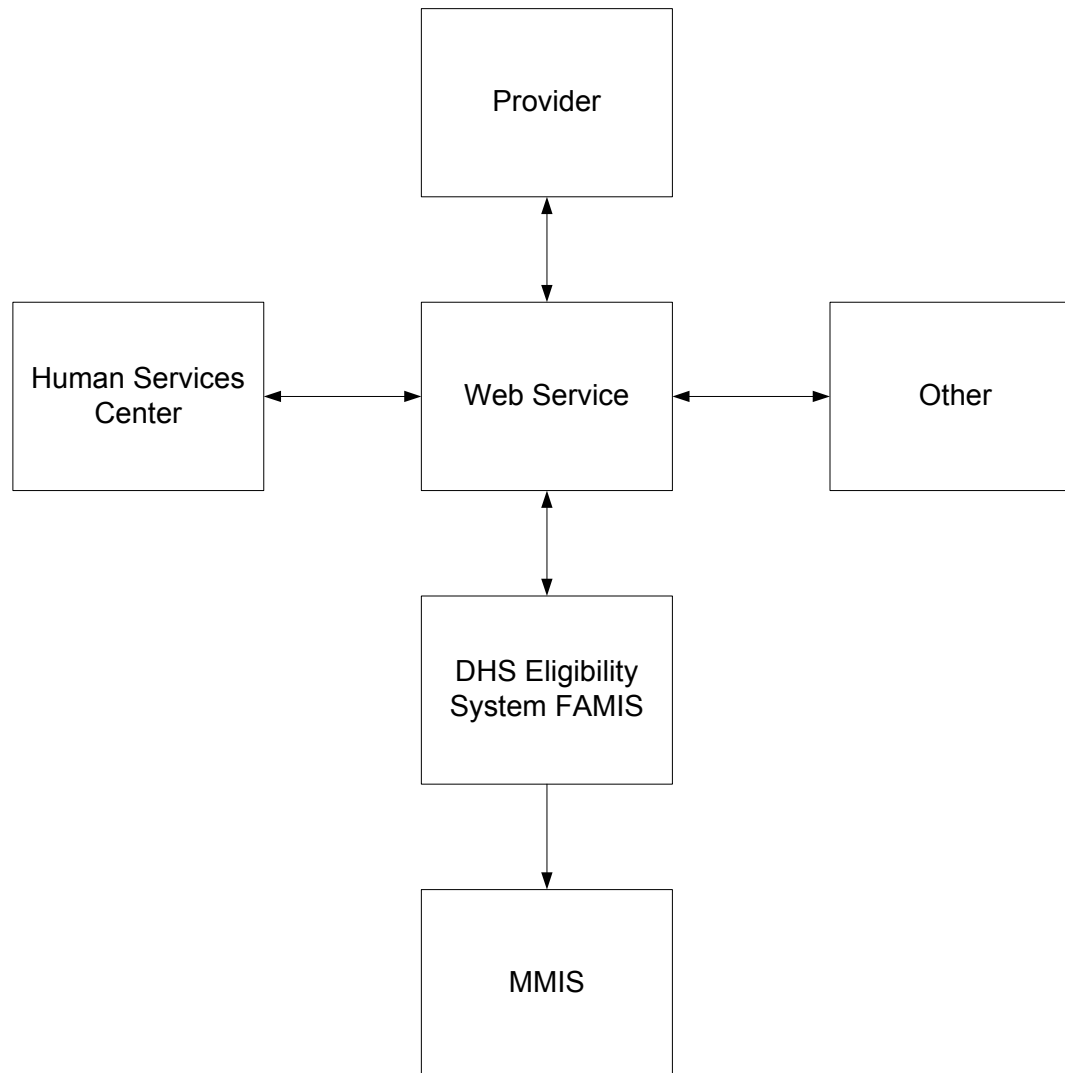 Provider
Human Services
Center
Web Service
Other
DHS Eligibility
System FAMIS
MMIS